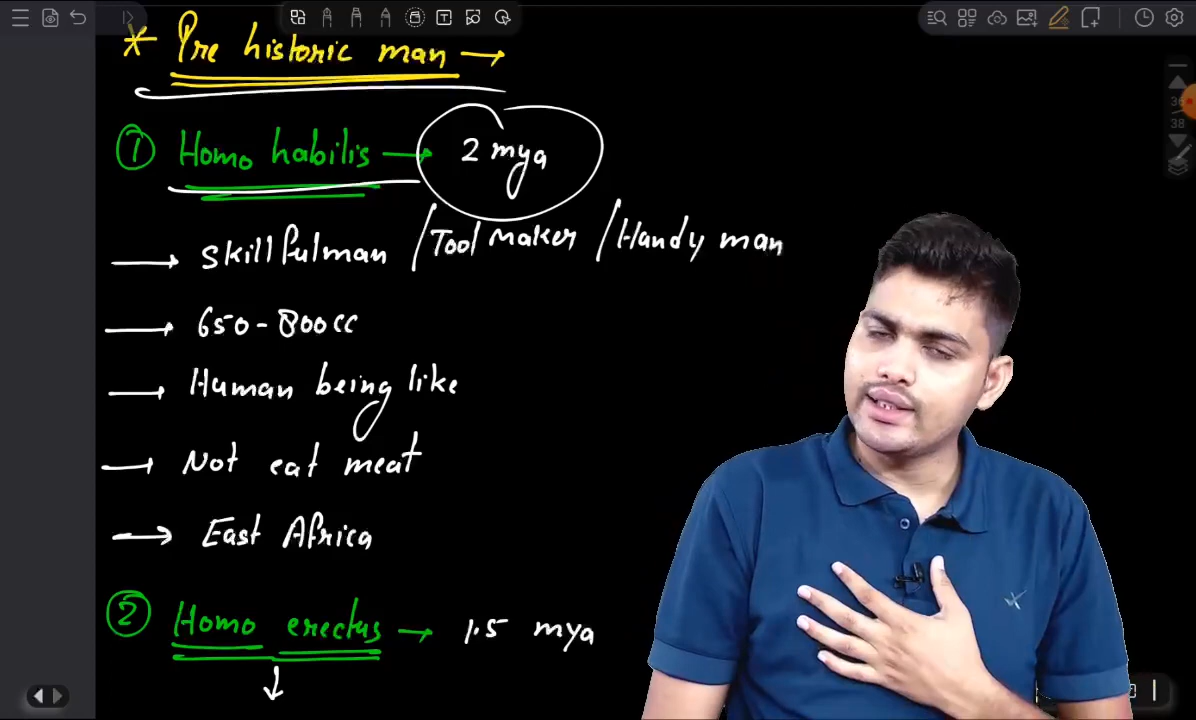 * Pre historic man →
① Homo habilis → 2 mya
→ Skillfulman / Tool Maker / Handy man
→ 650-800cc
→ Human being like
→ Not eat meat
→ East Africa
② Homo erectus → 1.5 mya
↓
38